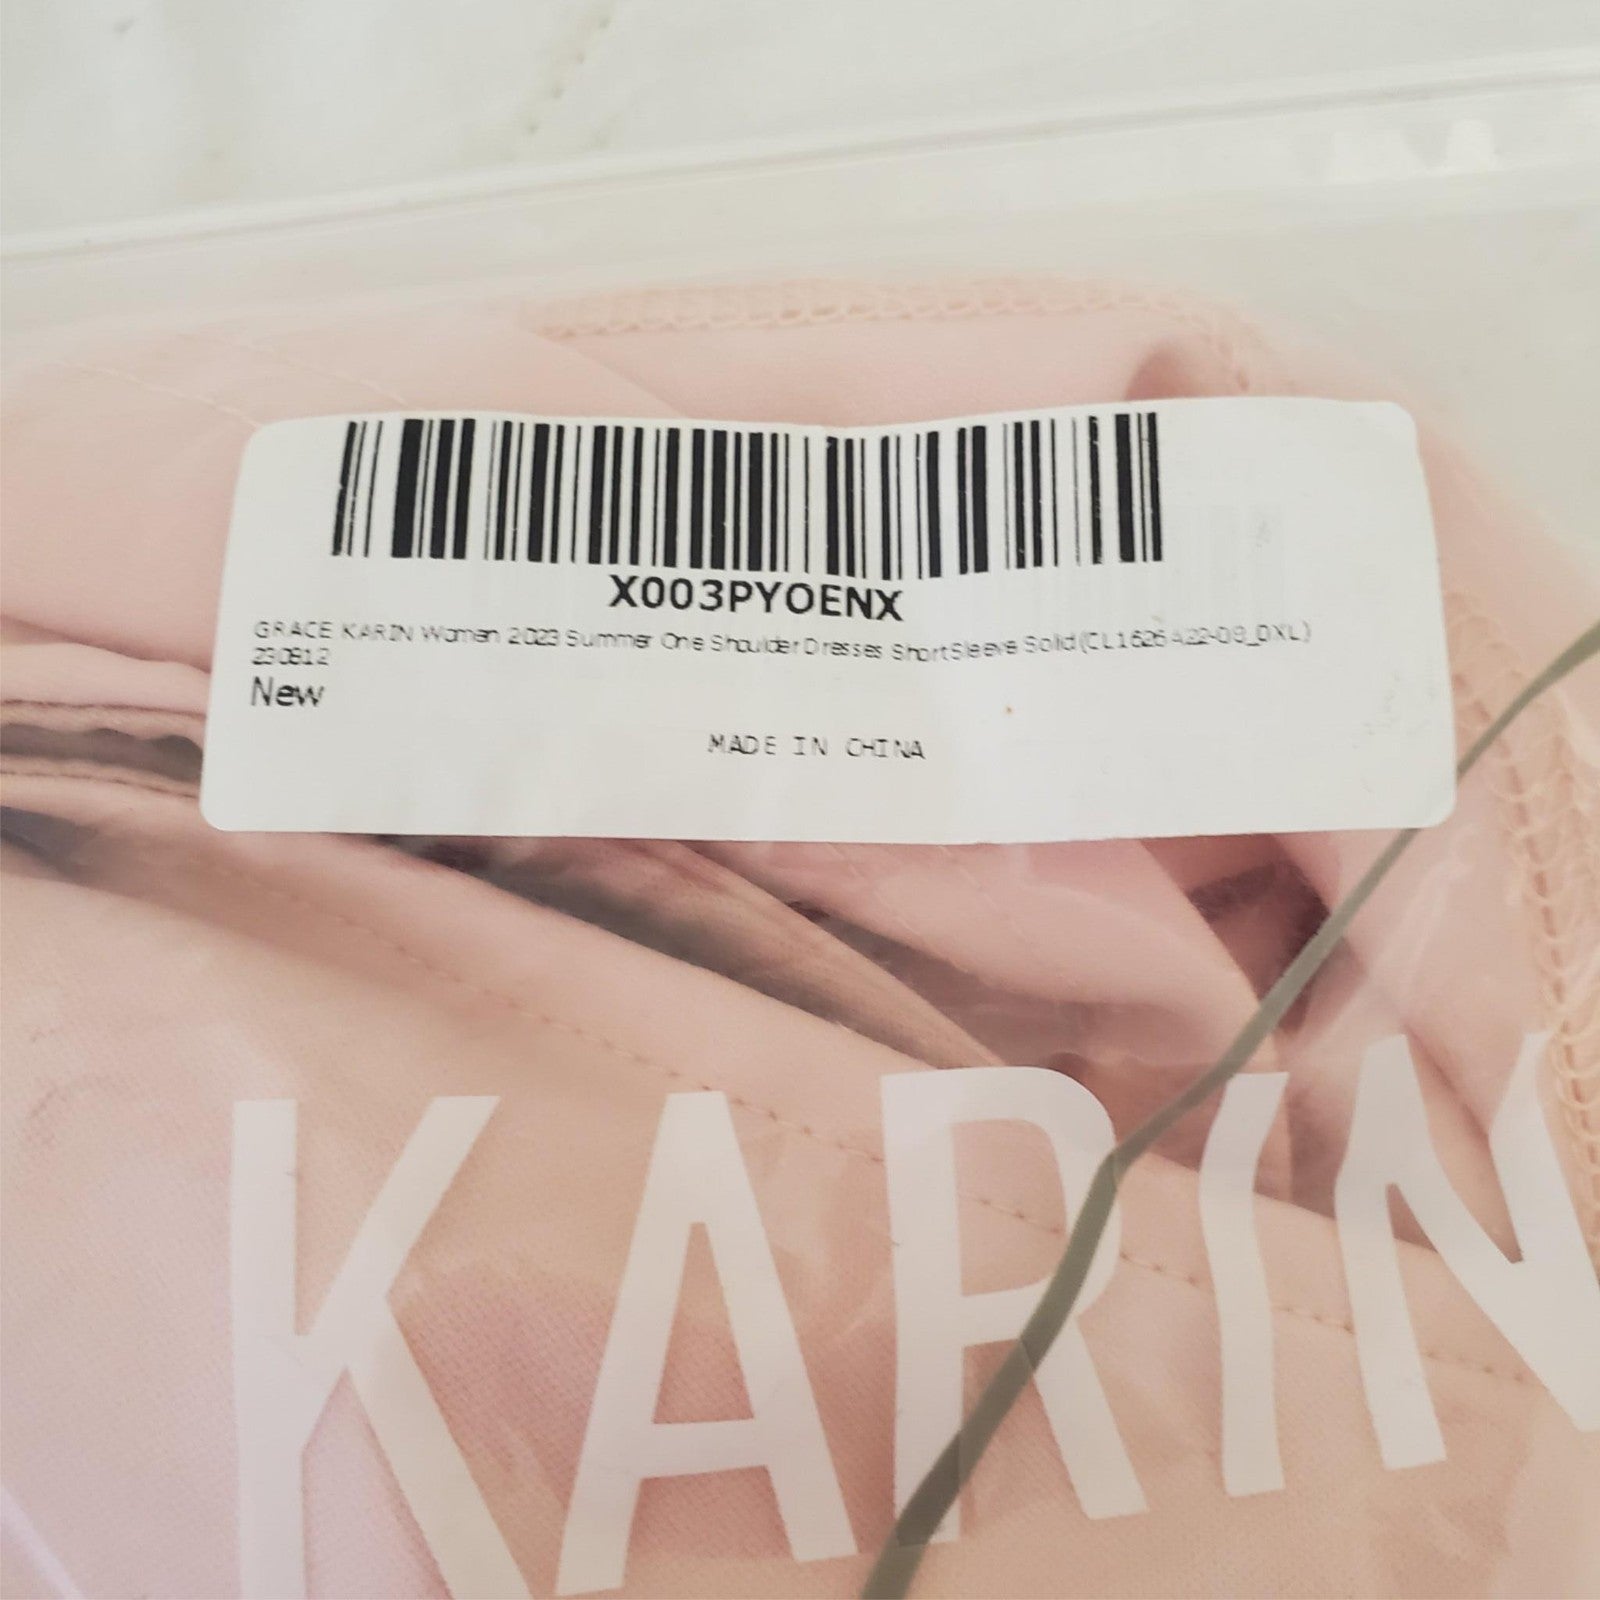 X003PYOENX
GRACE KARIN Women 2023 Summer One Shoulder Dresses Short Sleeve Solid (CL1626A22-08_DXL)
230812
New
MADE IN CHINA
KARIN